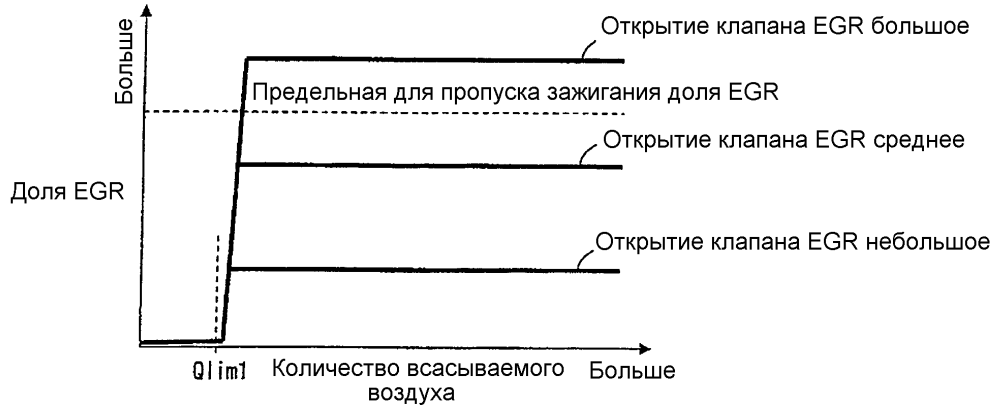 Открытие клапана EGR большое
Больше
Предельная для пропуска зажигания доля EGR
Открытие клапана EGR среднее
Доля EGR
Открытие клапана EGR небольшое
Qlim1
Количество всасываемого
воздуха
Больше